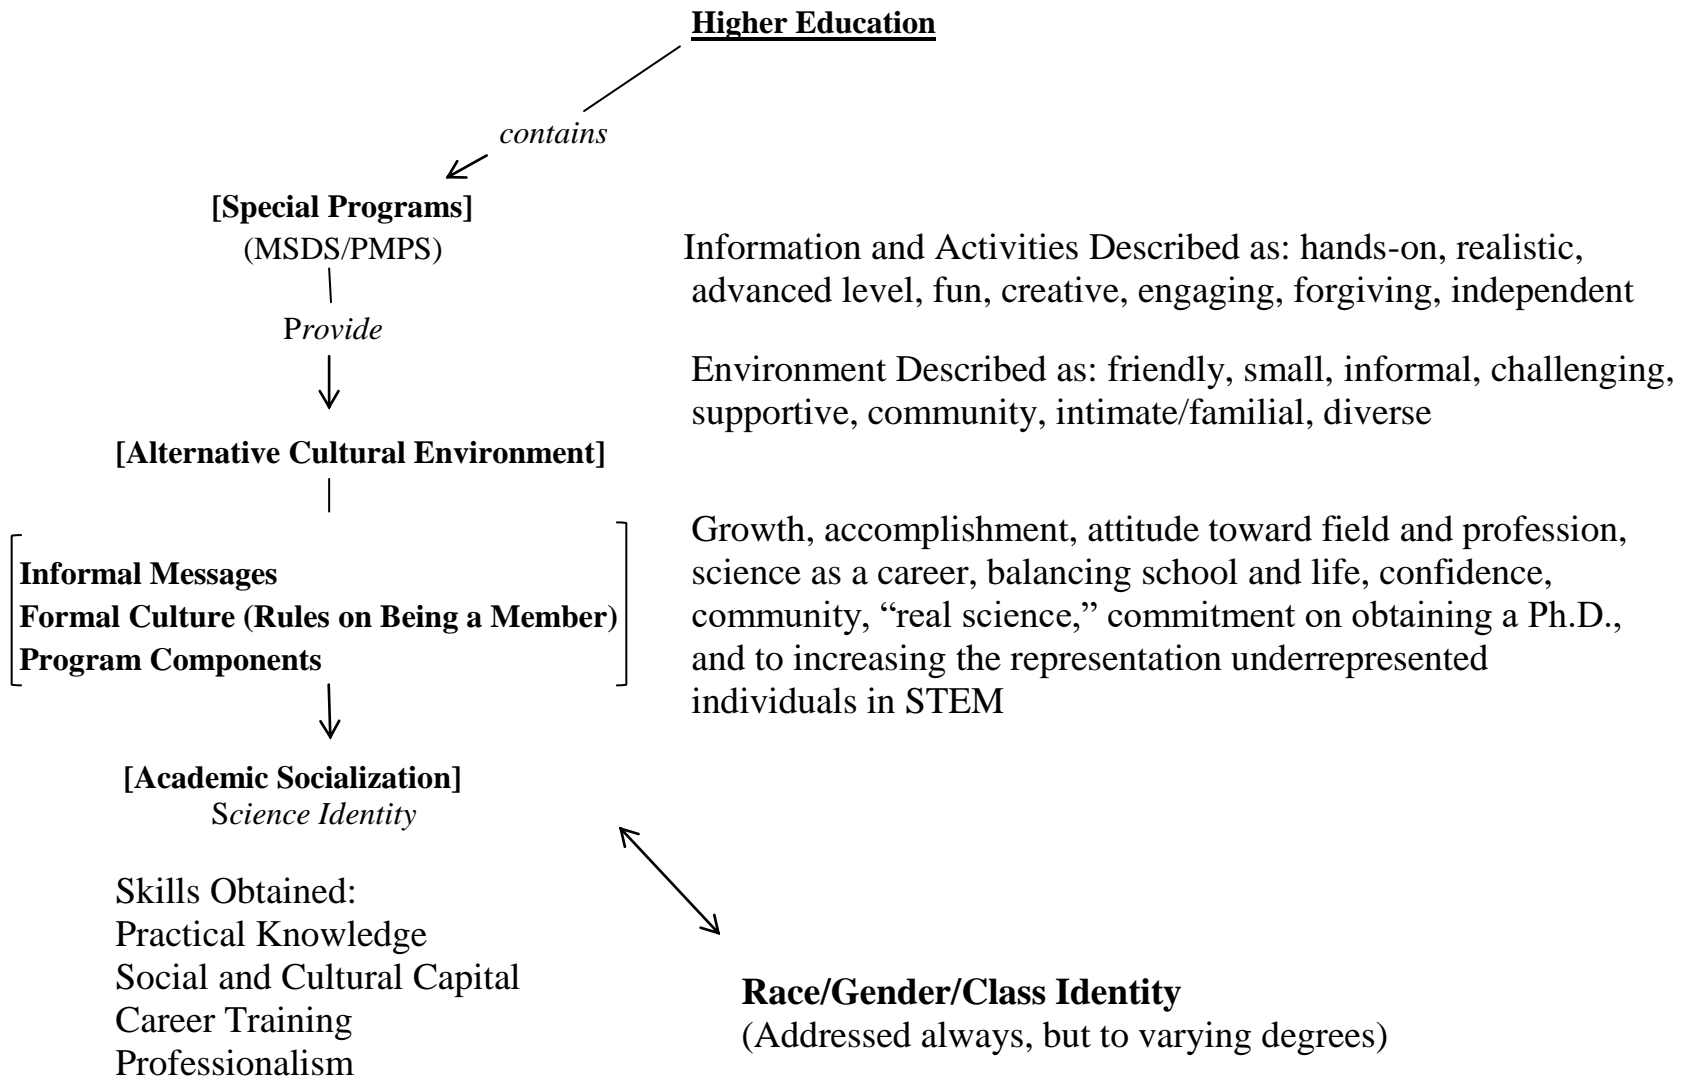 Higher Education
contains
[Special Programs]
(MSDS/PMPS)
Provide
[Alternative Cultural Environment]
Informal Messages
Formal Culture (Rules on Being a Member)
Program Components
[Academic Socialization]
Science Identity
Skills Obtained:
Practical Knowledge
Social and Cultural Capital
Career Training
Professionalism
Information and Activities Described as: hands-on, realistic,
advanced level, fun, creative, engaging, forgiving, independent
Environment Described as: friendly, small, informal, challenging,
supportive, community, intimate/familial, diverse
Growth, accomplishment, attitude toward field and profession,
science as a career, balancing school and life, confidence,
community, “real science,” commitment on obtaining a Ph.D.,
and to increasing the representation underrepresented
individuals in STEM
Race/Gender/Class Identity
(Addressed always, but to varying degrees)